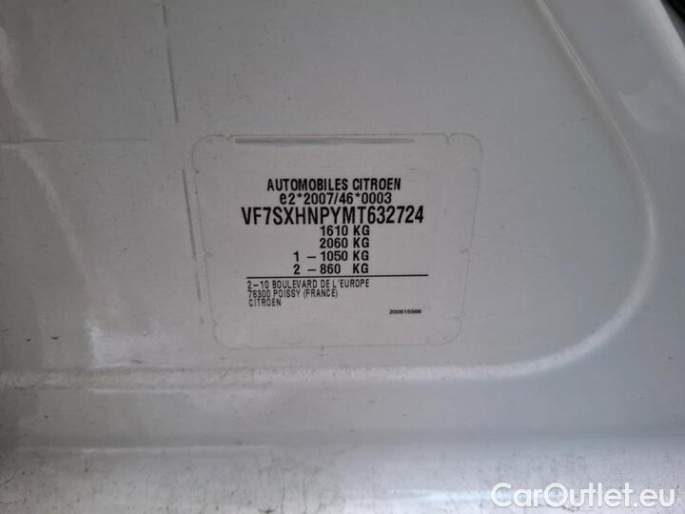 AUTOMOBILES CITROEN
e2*2007/46*0003
VF7SXHNPYMT632724
1610 KG
2060 KG
1 - 1050 KG
2 - 860 KG
2-10 BOULEVARD DE L'EUROPE
76300 POISSY (FRANCE)
CITROEN
CarOutlet.eu